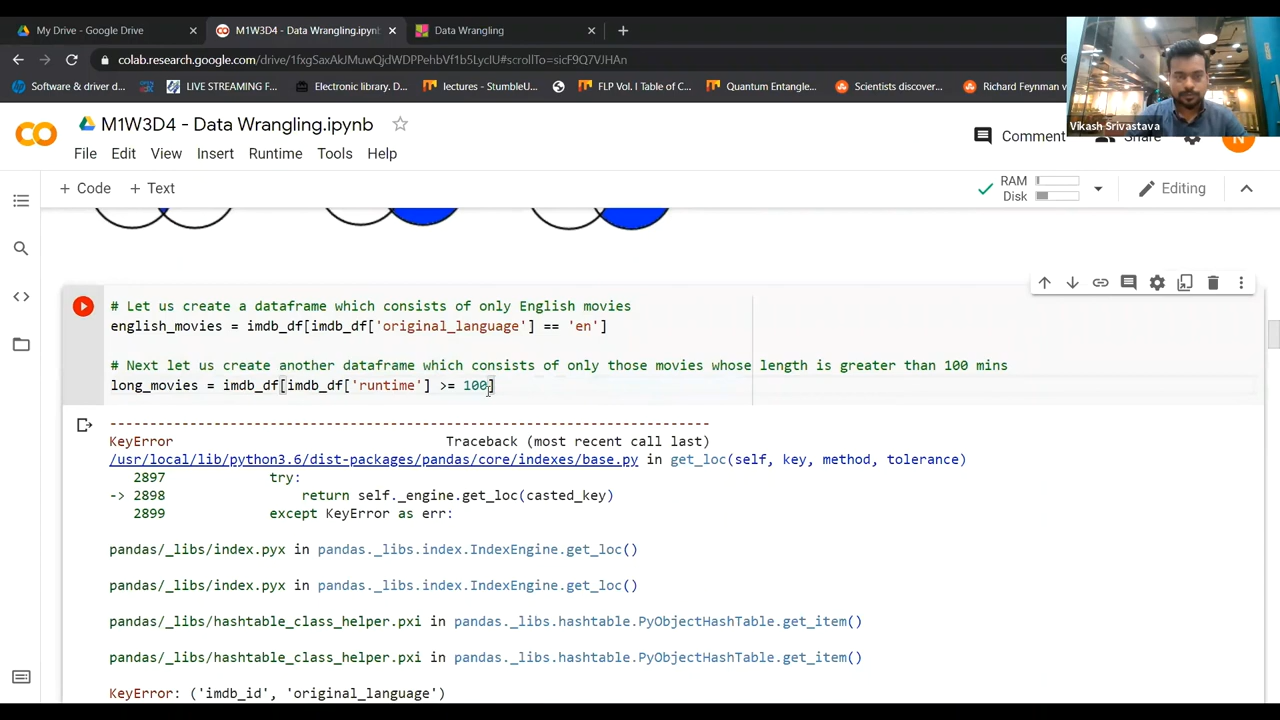 My Drive - Google Drive
M1W3D4 - Data Wrangling.ipynb
Data Wrangling
colab.research.google.com/drive/1fxgSaxAkJMuwQjdWDPPehbVf1b5LycIU#scrollTo=sicF9Q7VJHAn
Software & driver d...
LIVE STREAMING F...
Electronic library. D...
lectures - StumbleU...
FLP Vol. I Table of C...
Quantum Entangle...
Scientists discover...
Richard Feynman
Vikash Srivastava
M1W3D4 - Data Wrangling.ipynb
Comment
Share
N
File Edit View Insert Runtime Tools Help
+ Code + Text
RAM
Disk
Editing
# Let us create a dataframe which consists of only English movies
english_movies = imdb_df[imdb_df['original_language'] == 'en']
# Next let us create another dataframe which consists of only those movies whose length is greater than 100 mins
long_movies = imdb_df[imdb_df['runtime'] >= 100]
---------------------------------------------------------------------------
KeyError Traceback (most recent call last)
/usr/local/lib/python3.6/dist-packages/pandas/core/indexes/base.py in get_loc(self, key, method, tolerance)
2897 try:
-> 2898 return self._engine.get_loc(casted_key)
2899 except KeyError as err:
pandas/_libs/index.pyx in pandas._libs.index.IndexEngine.get_loc()
pandas/_libs/index.pyx in pandas._libs.index.IndexEngine.get_loc()
pandas/_libs/hashtable_class_helper.pxi in pandas._libs.hashtable.PyObjectHashTable.get_item()
pandas/_libs/hashtable_class_helper.pxi in pandas._libs.hashtable.PyObjectHashTable.get_item()
KeyError: ('imdb_id', 'original_language')